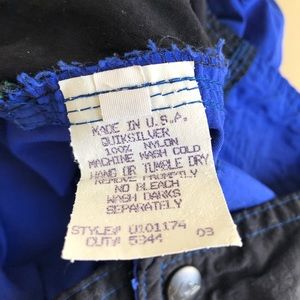 MADE IN U.S.A.
QUIKSILVER
100% NYLON
MACHINE WASH COLD
HAND OR TUMBLE DRY
REMOVE PROMPTLY
NO BLEACH
WASH DARKS
SEPARATELY
STYLE# U101174
CUT# 5344 03